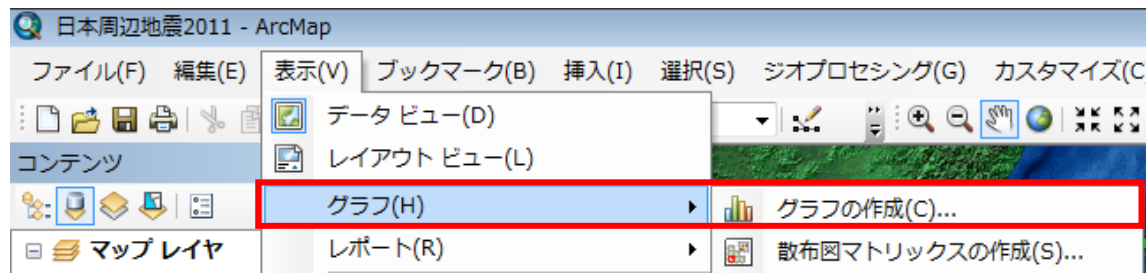 日本周辺地震2011 - ArcMap
ファイル(F) 編集(E) 表示(V) ブックマーク(B) 挿入(I) 選択(S) ジオプロセシング(G) カスタマイズ(C
データ ビュー(D)
コンテンツ
レイアウト ビュー(L)
グラフ(H)
グラフの作成(C)...
マップ レイヤ
レポート(R)
散布図マトリックスの作成(S)...